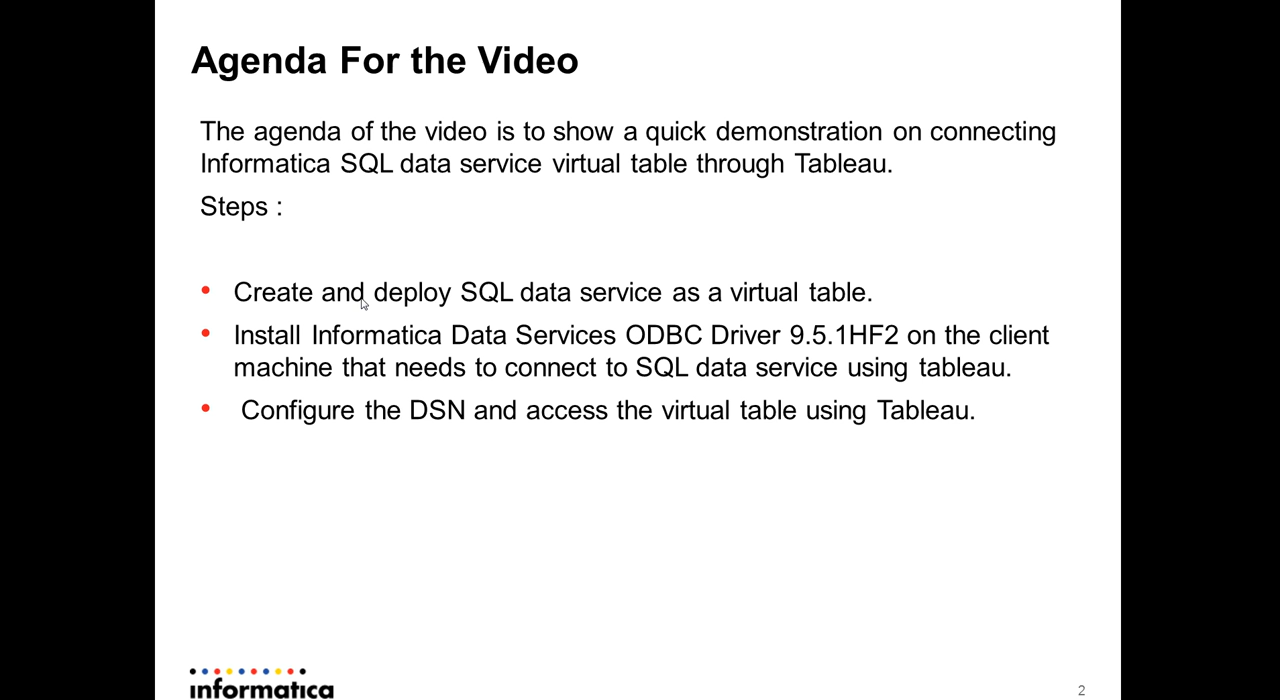 Agenda For the Video
The agenda of the video is to show a quick demonstration on connecting
Informatica SQL data service virtual table through Tableau.
Steps :
• Create and deploy SQL data service as a virtual table.
• Install Informatica Data Services ODBC Driver 9.5.1HF2 on the client
machine that needs to connect to SQL data service using tableau.
• Configure the DSN and access the virtual table using Tableau.
informatica
2